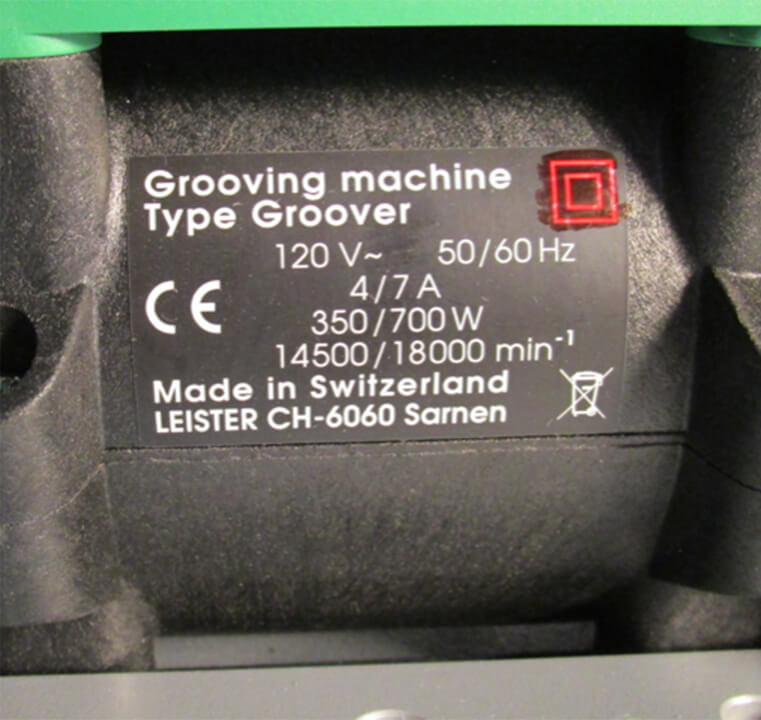 Grooving machine
Type Groover
120 V~ 50/60 Hz
CE 4/7 A
350/700 W
14500/18000 min⁻¹
Made in Switzerland
LEISTER CH-6060 Sarnen